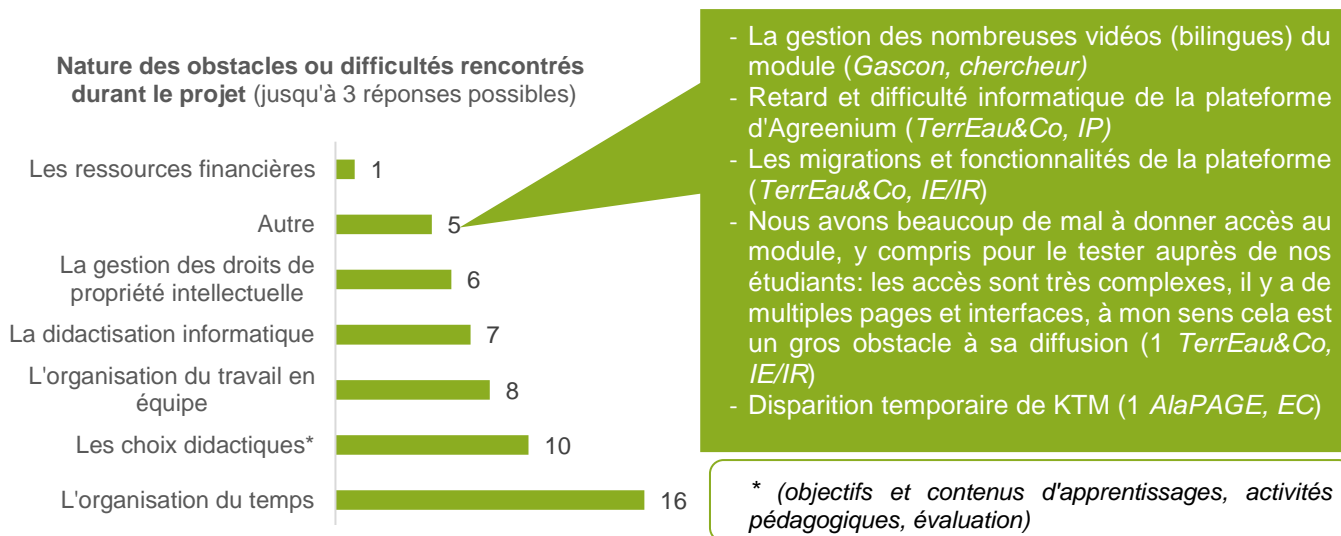 Nature des obstacles ou difficultés rencontrés
durant le projet (jusqu'à 3 réponses possibles)
Les ressources financières
1
Autre
5
La gestion des droits de
propriété intellectuelle
6
La didactisation informatique
7
L'organisation du travail en
équipe
8
Les choix didactiques*
10
L'organisation du temps
16
- La gestion des nombreuses vidéos (bilingues) du
module (Gascon, chercheur)
- Retard et difficulté informatique de la plateforme
d'Agreenium (TerrEau&Co, IP)
- Les migrations et fonctionnalités de la plateforme
(TerrEau&Co, IE/IR)
- Nous avons beaucoup de mal à donner accès au
module, y compris pour le tester auprès de nos
étudiants: les accès sont très complexes, il y a de
multiples pages et interfaces, à mon sens cela est
un gros obstacle à sa diffusion (1 TerrEau&Co,
IE/IR)
- Disparition temporaire de KTM (1 AlaPAGE, EC)
* (objectifs et contenus d'apprentissages, activités
pédagogiques, évaluation)